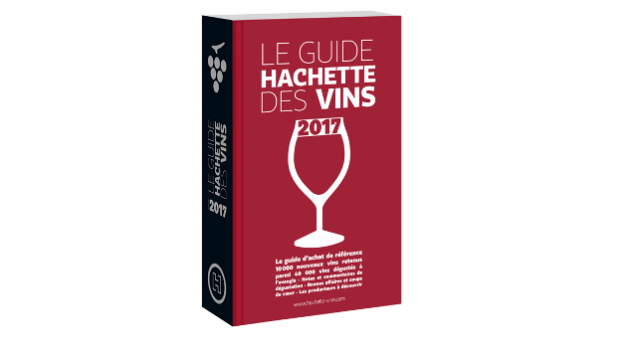 LE GUIDE
HACHETTE
DES VINS
2017
Le guide d'achat de référence
10 000 nouveaux vins retenus
parmi 40 000 vins dégustés à
l'aveugle - Notes et commentaires de
dégustation - Bonnes affaires et coups
de cœur - Les producteurs à découvrir
www.hachette-vins.com
LE GUIDE
HACHETTE
DES VINS
2017
H